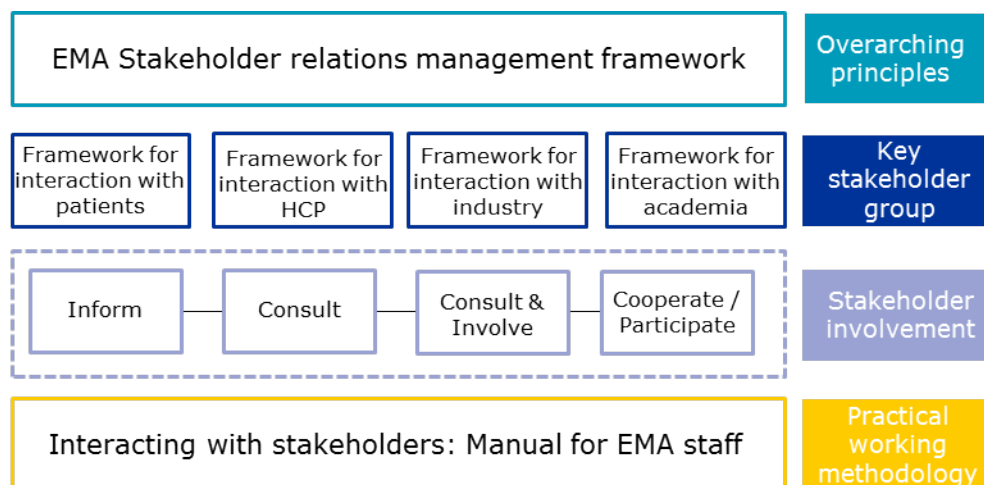 EMA Stakeholder relations management framework
Overarching
principles
Framework for
interaction with
patients
Framework for
interaction with
HCP
Framework for
interaction with
industry
Framework for
interaction with
academia
Key
stakeholder
group
Inform
Consult
Consult &
Involve
Cooperate /
Participate
Stakeholder
involvement
Interacting with stakeholders: Manual for EMA staff
Practical
working
methodology